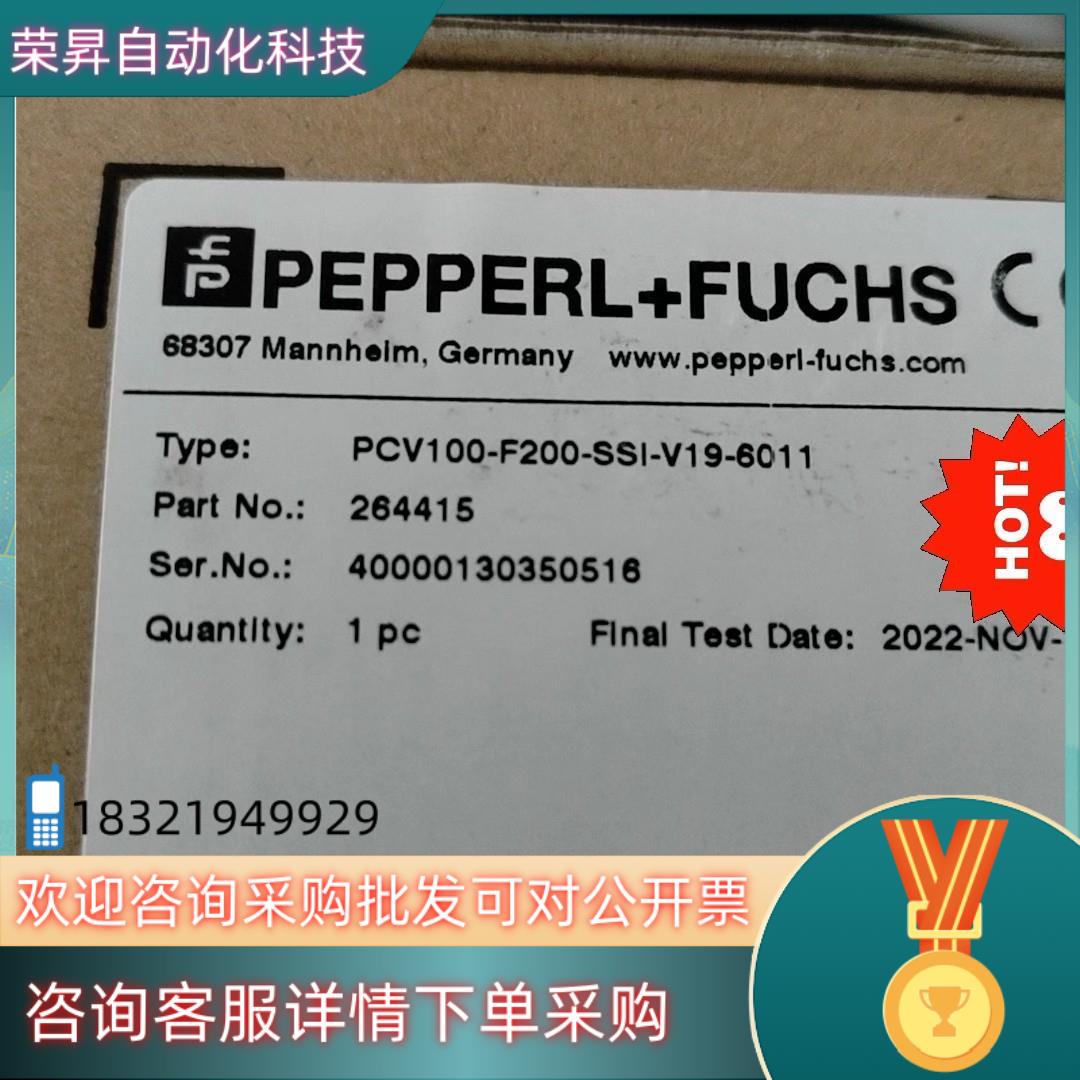 荣昇自动化科技
PEPPERL+FUCHS CE
68307 Mannheim, Germany www.pepperl-fuchs.com
Type: PCV100-F200-SSI-V19-6011
Part No.: 264415
Ser.No.: 40000130350516
Quantity: 1 pc Final Test Date: 2022-NOV-
HOT!
18321949929
欢迎咨询采购批发可对公开票
咨询客服详情下单采购